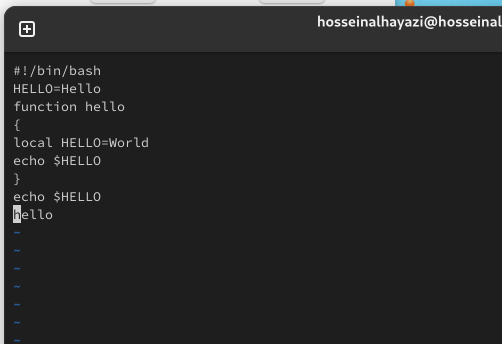 hosseinalhayazi@hosseinal
#!/bin/bash
HELLO=Hello
function hello
{
local HELLO=World
echo $HELLO
}
echo $HELLO
hello
~
~
~
~
~
~
~